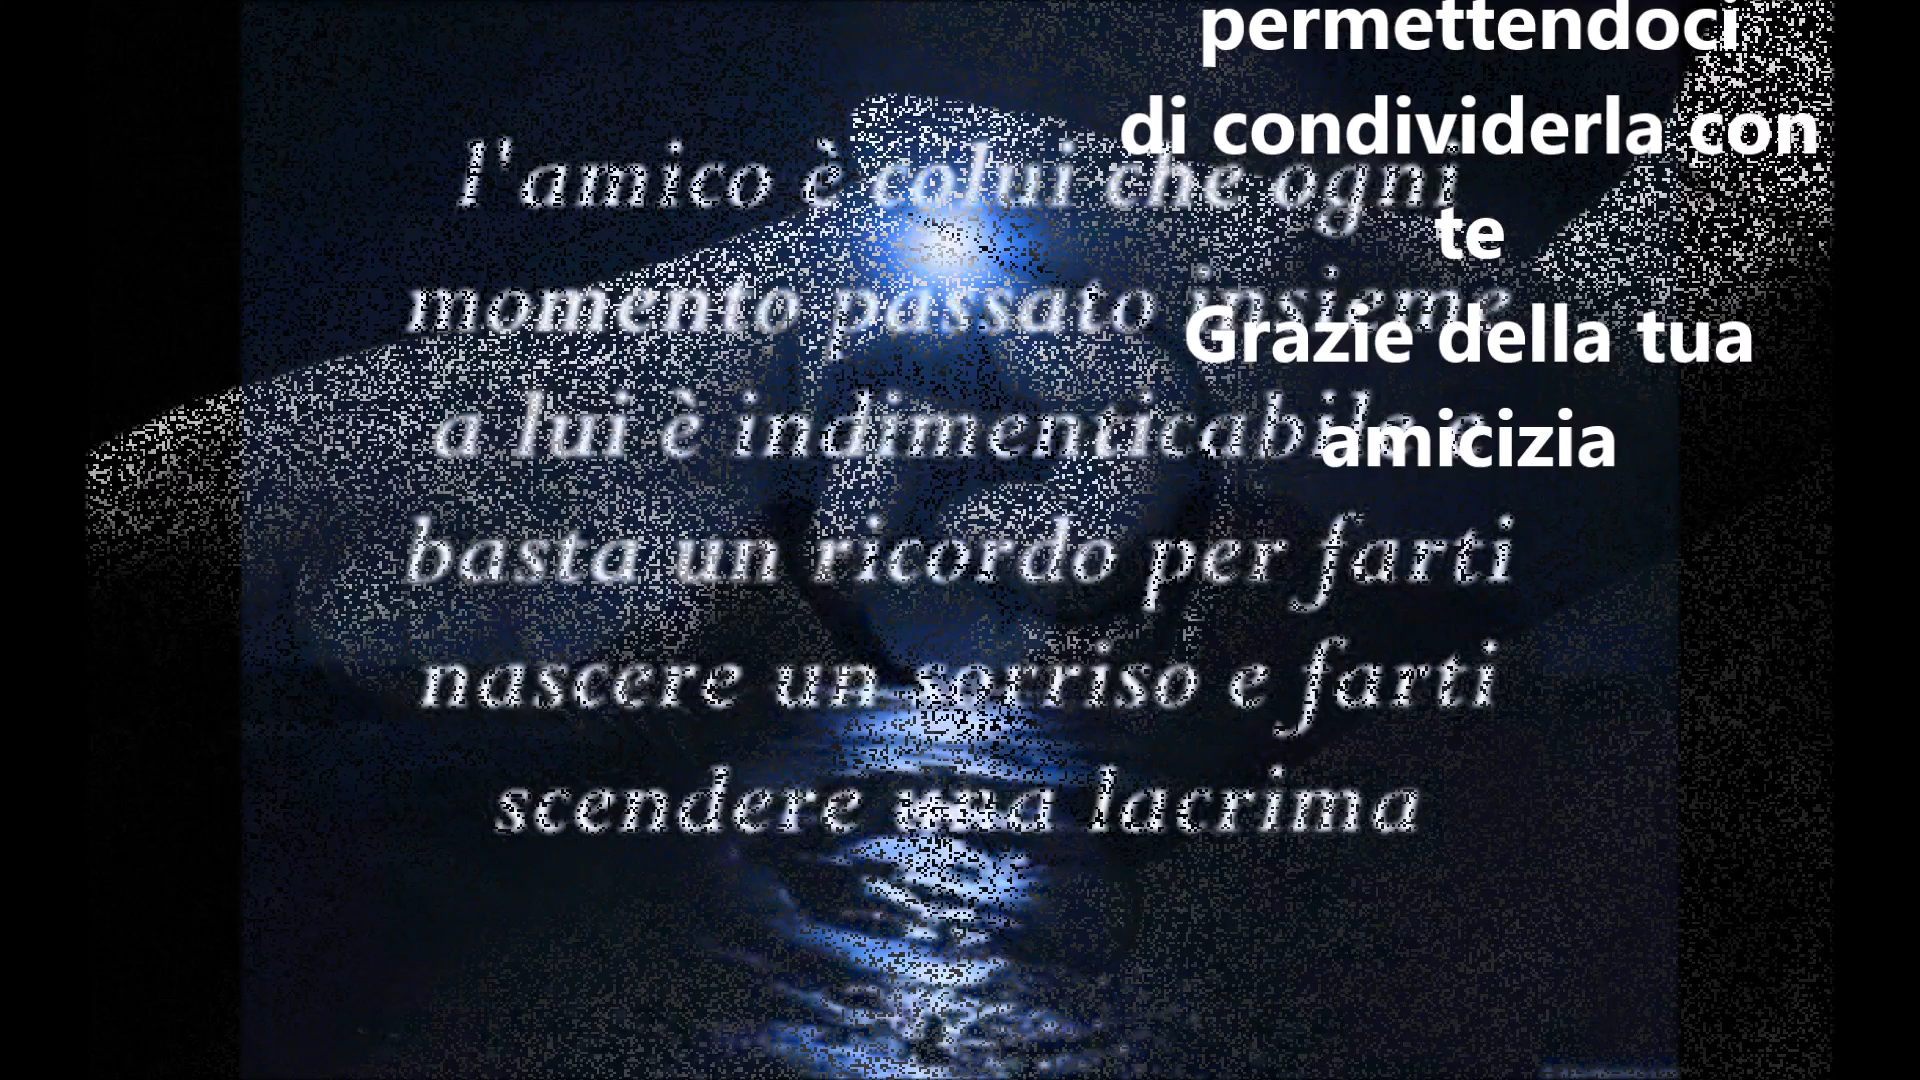 permettendoci
di condividerla con
te
Grazie della tua
amicizia
l'amico è colui che ogni
momento passato insieme
a lui è indimenticabile e
basta un ricordo per farti
nascere un sorriso e farti
scendere una lacrima